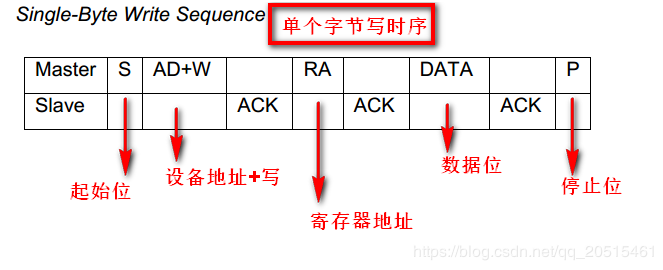 Single-Byte Write Sequence
单个字节写时序
Master S AD+W RA DATA P
Slave ACK ACK ACK
起始位
设备地址+写
寄存器地址
数据位
停止位
https://blog.csdn.net/qq_20515461